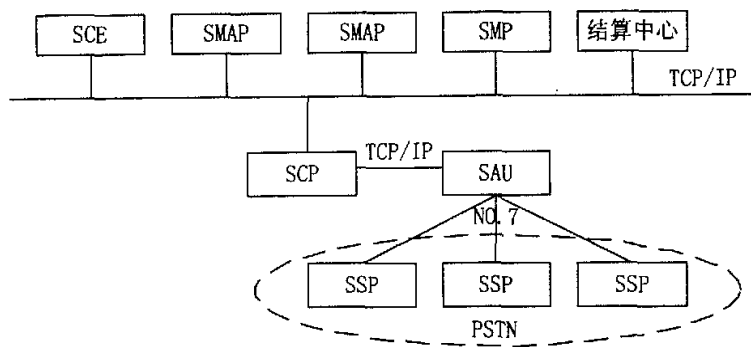 SCE
SMAP
SMAP
SMP
结算中心
TCP/IP
TCP/IP
SCP
SAU
NO.7
SSP
SSP
SSP
PSTN